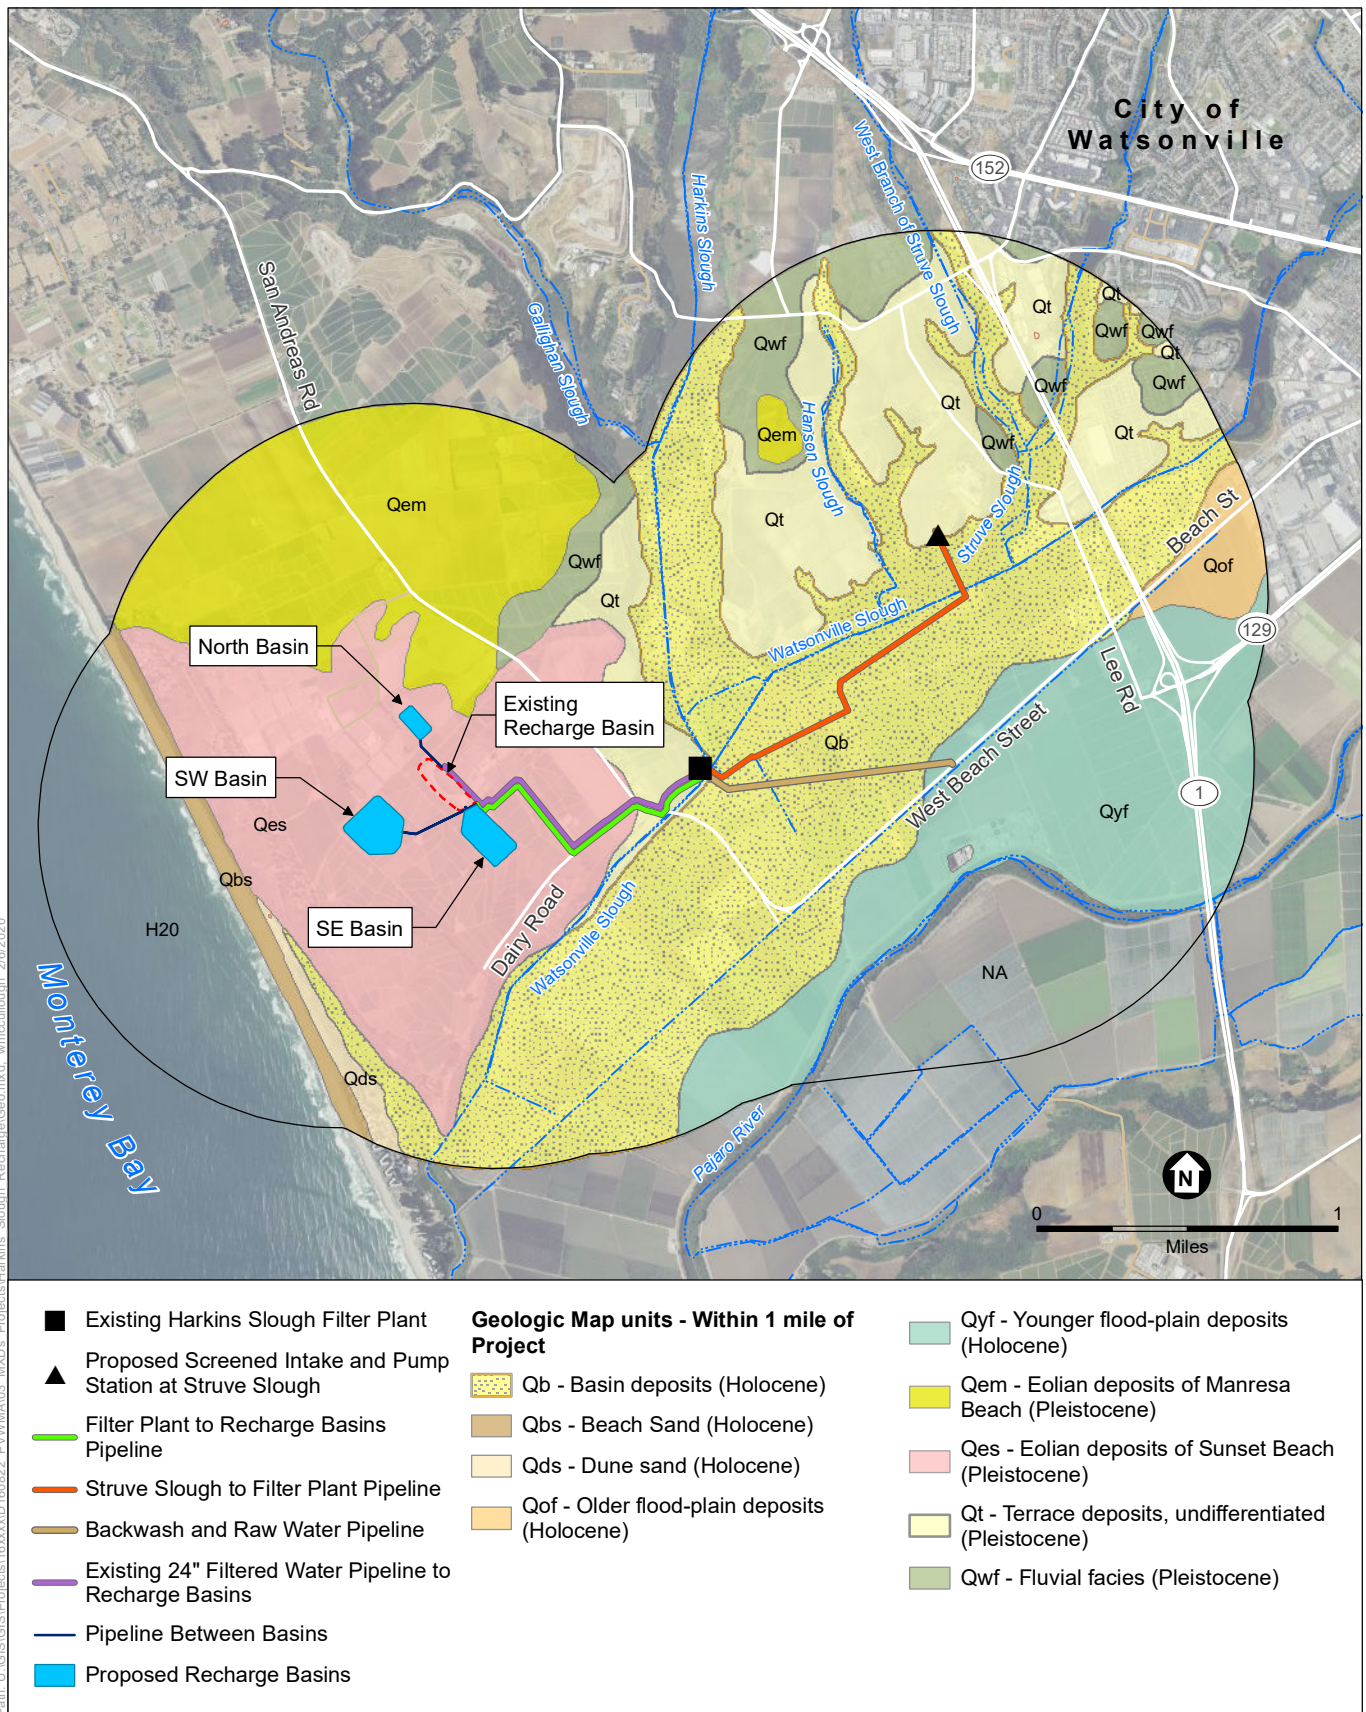 City of
Watsonville
152
West Branch of Struve Slough
Harkins Slough
San Andreas Rd
Gallighan Slough
Qt
Qt
Qwf
Qwf
Qt
Qwf
Qwf
Qwf
Qem
Hanson Slough
Qt
Qwf
Qt
Qem
Qt
Struve Slough
Beach St
Qwf
Qof
Qt
Watsonville Slough
129
North Basin
Lee Rd
Existing
Recharge Basin
Qb
West Beach Street
SW Basin
1
Qes
Qyf
Qbs
SE Basin
Dairy Road
Watsonville Slough
H20
NA
Monterey Bay
Qds
Pajaro River
N
0
1
Miles
Existing Harkins Slough Filter Plant
Proposed Screened Intake and Pump
Station at Struve Slough
Filter Plant to Recharge Basins
Pipeline
Struve Slough to Filter Plant Pipeline
Backwash and Raw Water Pipeline
Existing 24" Filtered Water Pipeline to
Recharge Basins
Pipeline Between Basins
Proposed Recharge Basins
Geologic Map units - Within 1 mile of
Project
Qb - Basin deposits (Holocene)
Qbs - Beach Sand (Holocene)
Qds - Dune sand (Holocene)
Qof - Older flood-plain deposits
(Holocene)
Qyf - Younger flood-plain deposits
(Holocene)
Qem - Eolian deposits of Manresa
Beach (Pleistocene)
Qes - Eolian deposits of Sunset Beach
(Pleistocene)
Qt - Terrace deposits, undifferentiated
(Pleistocene)
Qwf - Fluvial facies (Pleistocene)